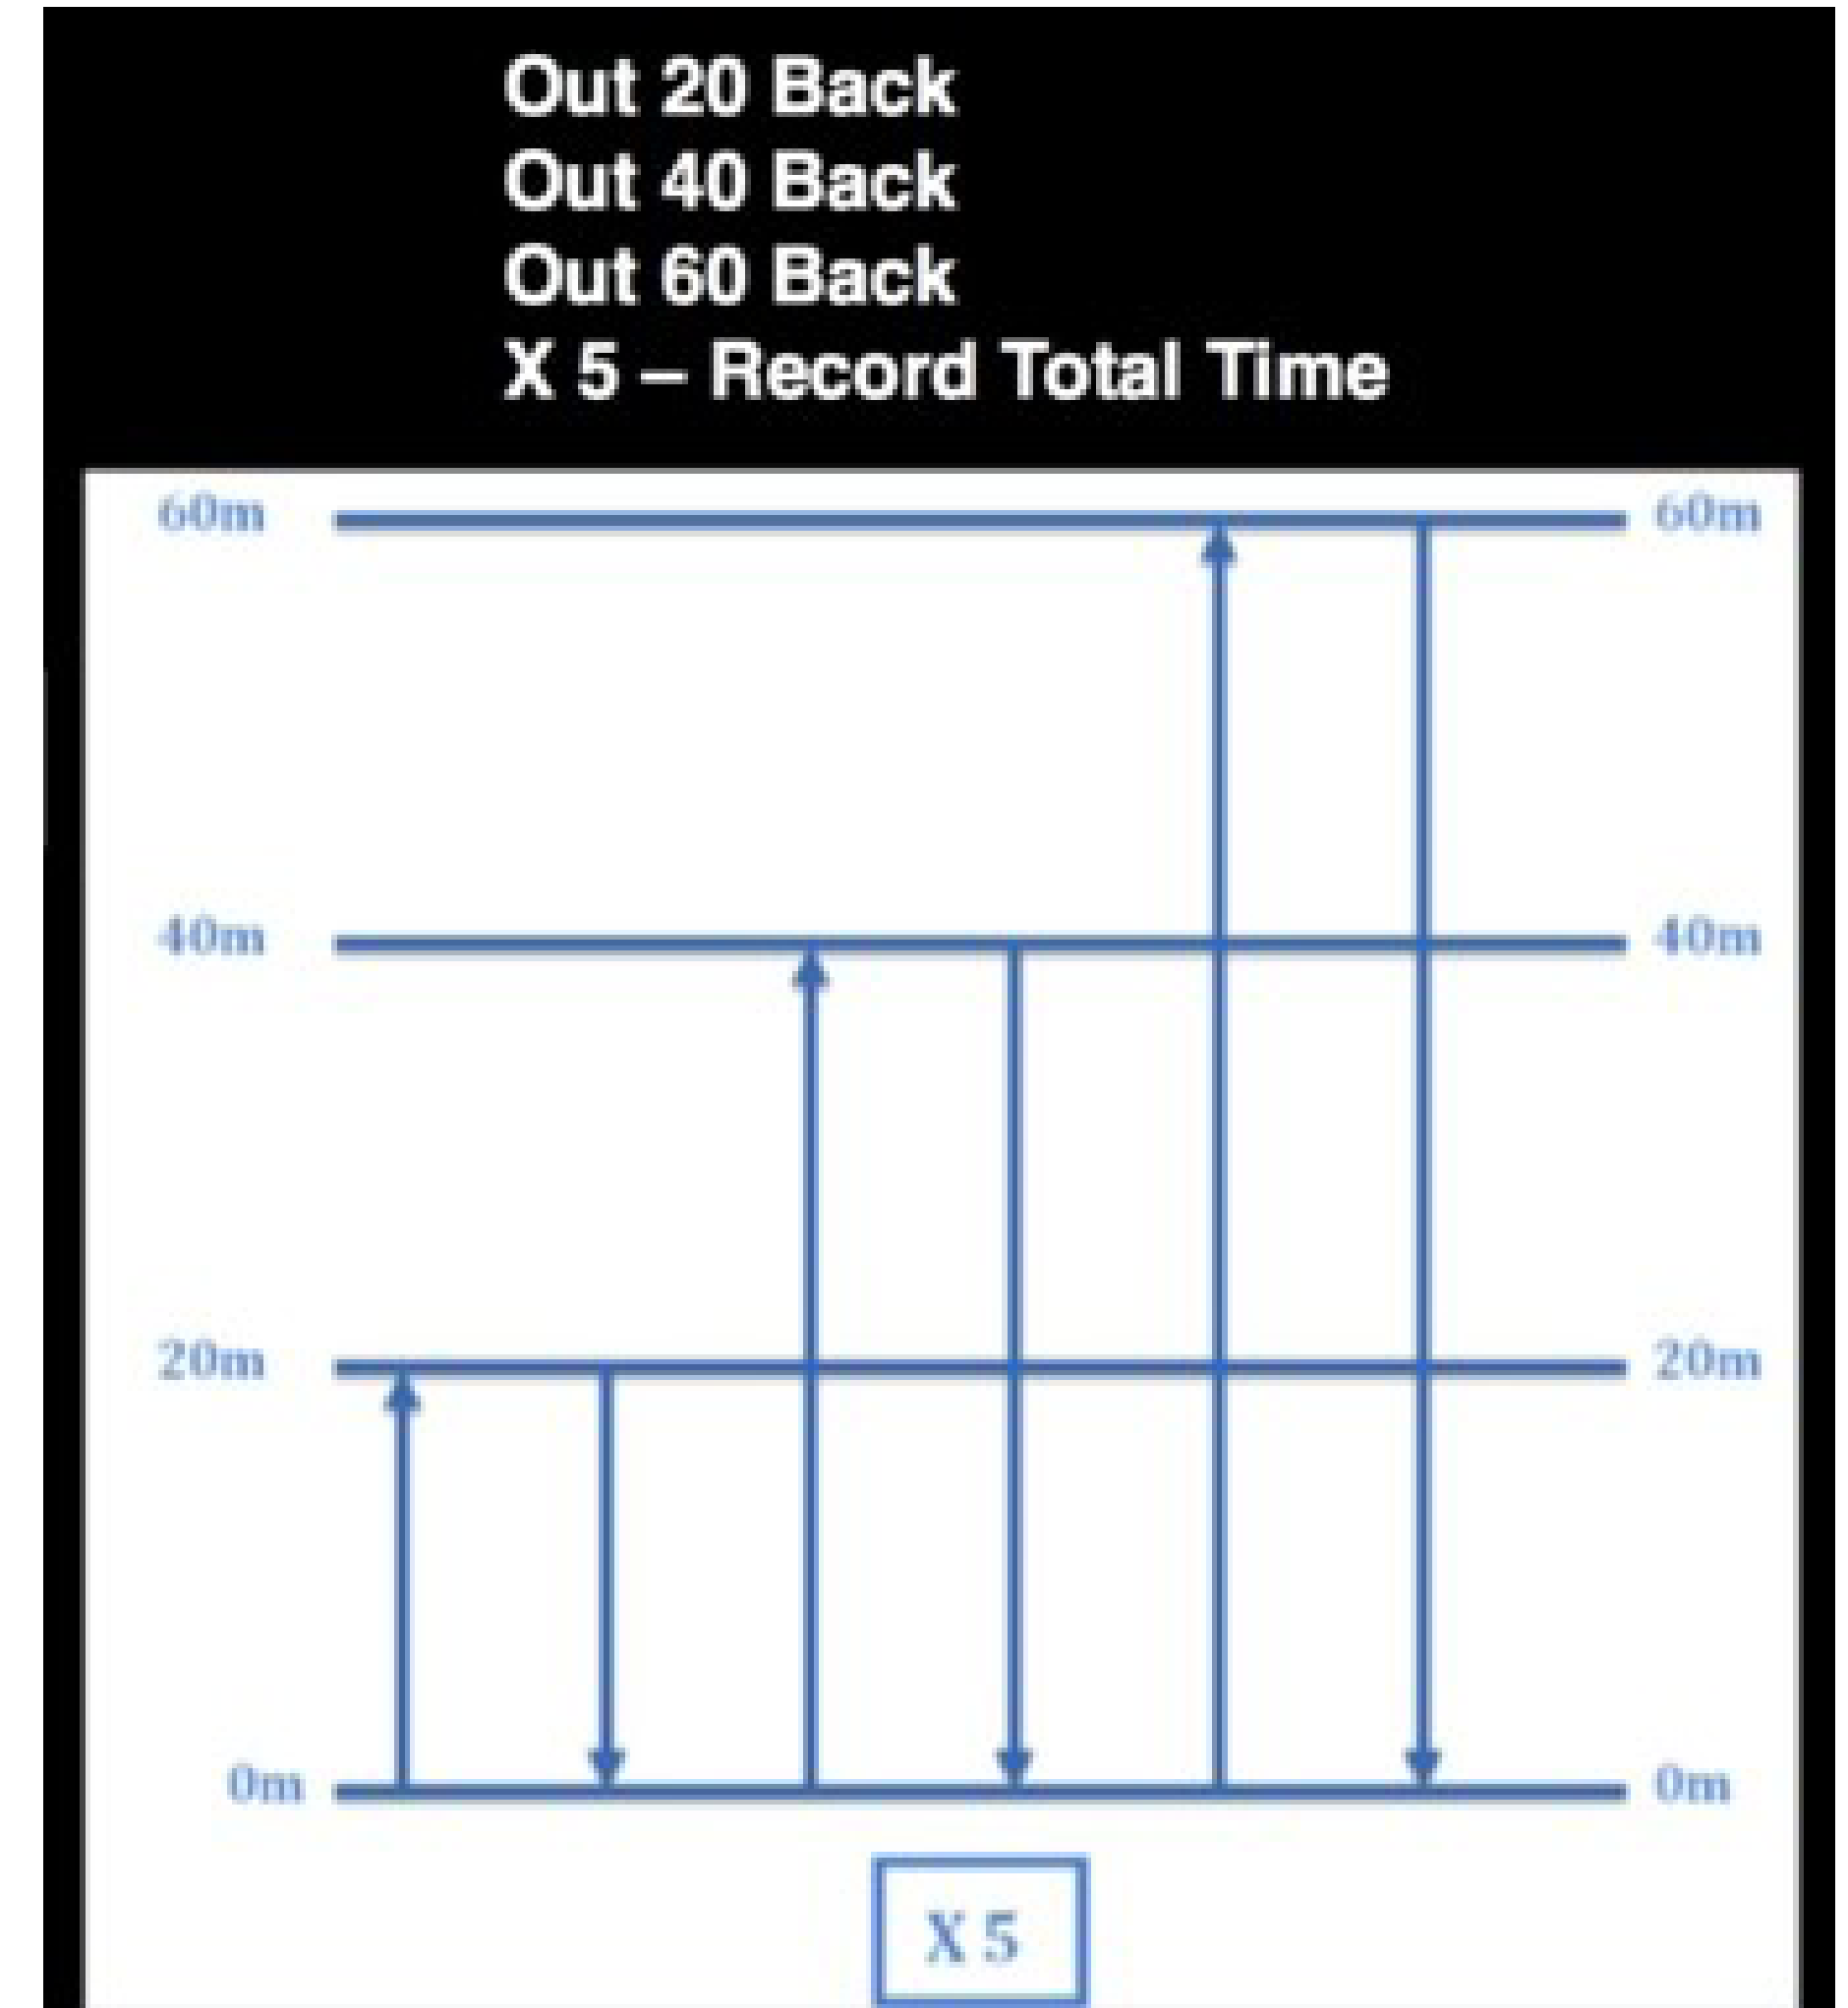 Out 20 Back
Out 40 Back
Out 60 Back
X 5 – Record Total Time
60m 60m
40m 40m
20m 20m
0m 0m
X 5